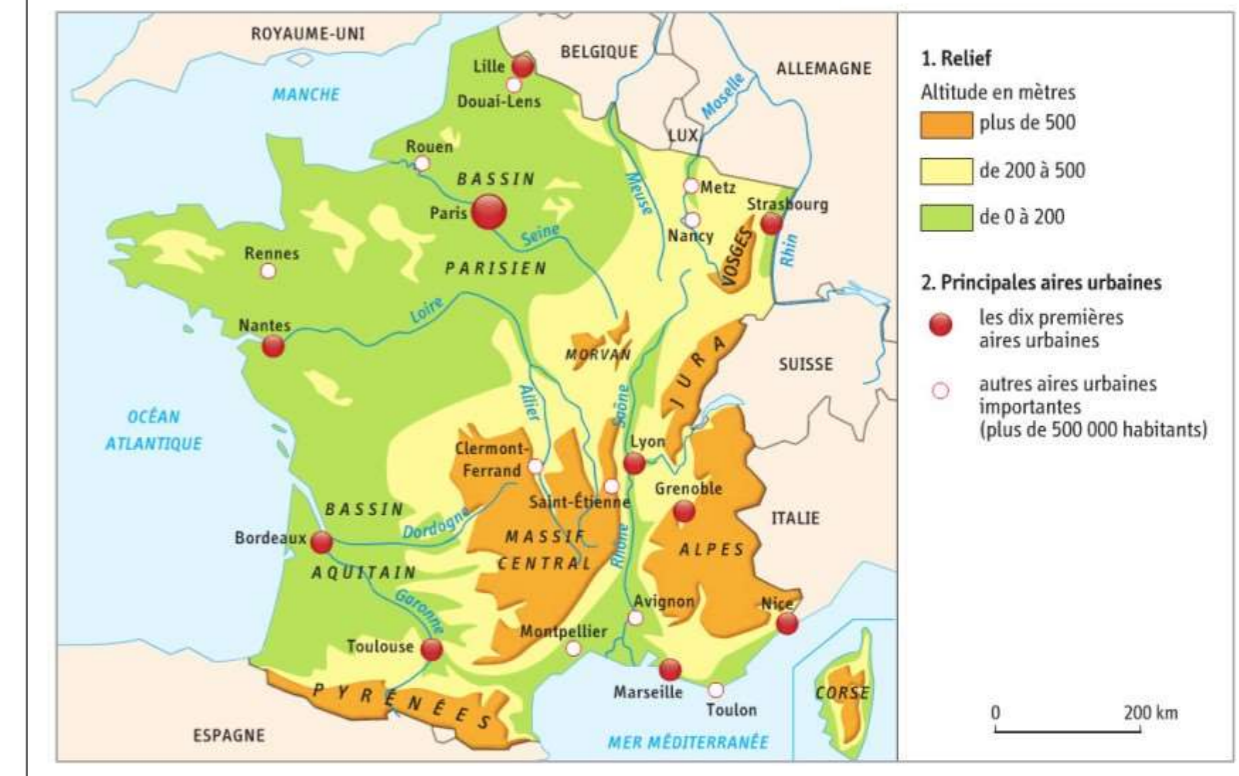 ROYAUME-UNI
BELGIQUE
ALLEMAGNE
Lille
Douai-Lens
MANCHE
Moselle
LUX.
Rouen
BASSIN
Meuse
Metz
Paris
Strasbourg
Seine
Nancy
VOSGES
Rhin
Rennes
PARISIEN
Loire
Nantes
MORVAN
JURA
SUISSE
Allier
Saône
OCÉAN
ATLANTIQUE
Clermont-
Ferrand
Lyon
Saint-Étienne
Grenoble
BASSIN
Dordogne
MASSIF
CENTRAL
Rhône
ALPES
ITALIE
Bordeaux
AQUITAIN
Garonne
Avignon
Nice
Montpellier
Toulouse
PYRÉNÉES
Marseille
Toulon
CORSE
ESPAGNE
MER MÉDITERRANÉE
1. Relief
Altitude en mètres
plus de 500
de 200 à 500
de 0 à 200
2. Principales aires urbaines
les dix premières
aires urbaines
autres aires urbaines
importantes
(plus de 500 000 habitants)
0 200 km